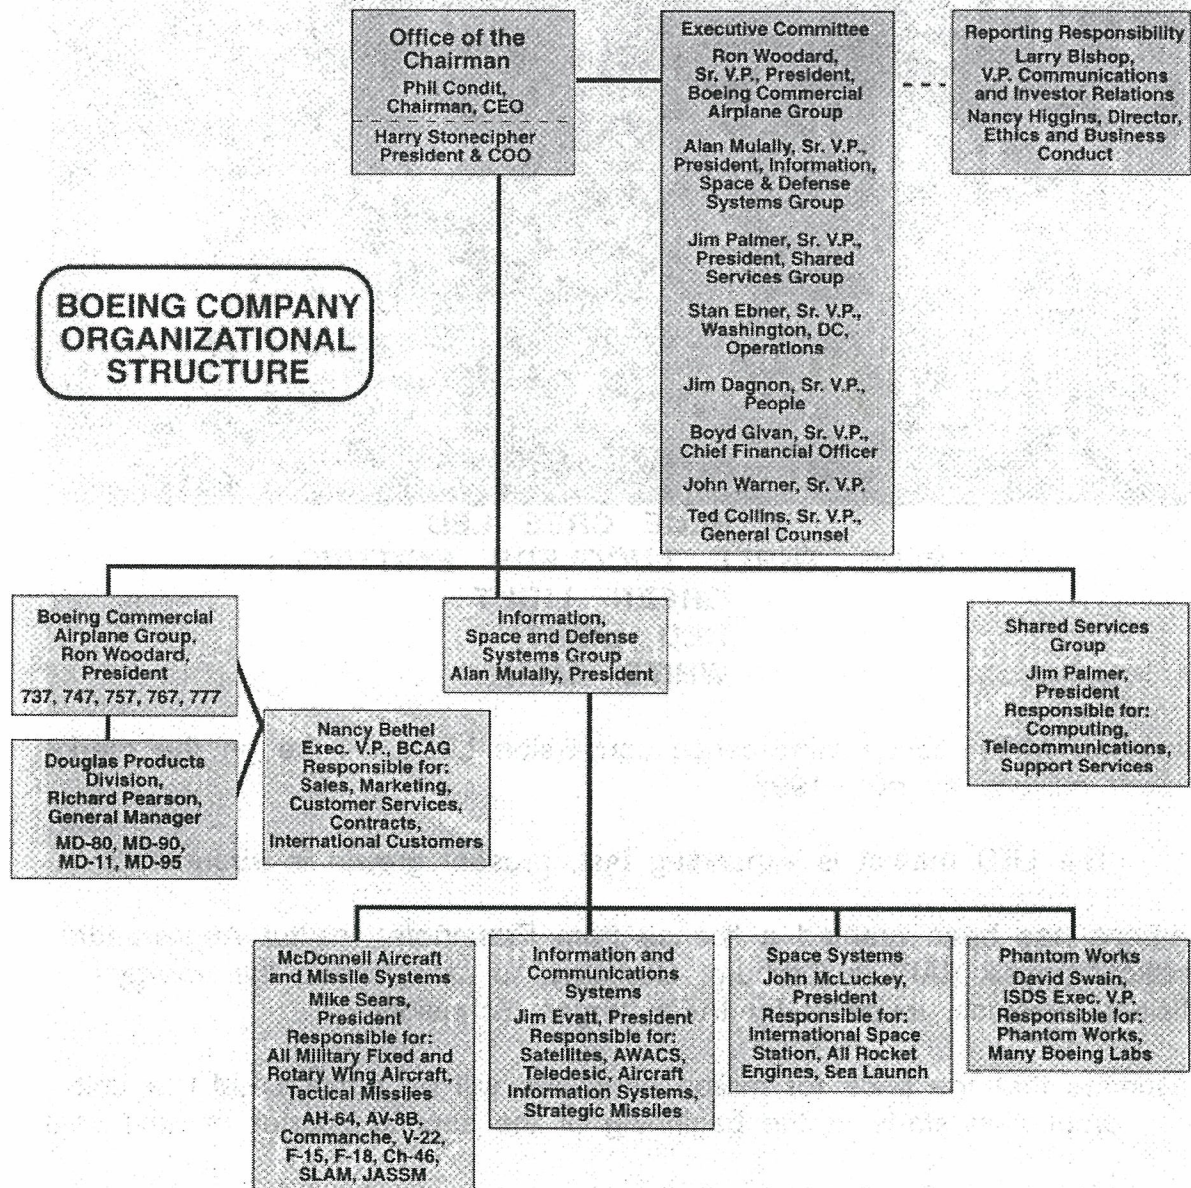 Office of the
Chairman
Phil Condit,
Chairman, CEO
Harry Stonecipher
President & COO
Executive Committee
Ron Woodard,
Sr. V.P., President,
Boeing Commercial
Airplane Group
Alan Mulally, Sr. V.P.,
President, Information,
Space & Defense
Systems Group
Jim Palmer, Sr. V.P.,
President, Shared
Services Group
Stan Ebner, Sr. V.P.,
Washington, DC,
Operations
Jim Dagnon, Sr. V.P.,
People
Boyd Givan, Sr. V.P.,
Chief Financial Officer
John Warner, Sr. V.P.
Ted Collins, Sr. V.P.,
General Counsel
Reporting Responsibility
Larry Bishop,
V.P. Communications
and Investor Relations
Nancy Higgins, Director,
Ethics and Business
Conduct
BOEING COMPANY
ORGANIZATIONAL
STRUCTURE
Boeing Commercial
Airplane Group,
Ron Woodard,
President
737, 747, 757, 767, 777
Douglas Products
Division,
Richard Pearson,
General Manager
MD-80, MD-90,
MD-11, MD-95
Nancy Bethel
Exec. V.P., BCAG
Responsible for:
Sales, Marketing,
Customer Services,
Contracts,
International Customers
Information,
Space and Defense
Systems Group
Alan Mulally, President
Shared Services
Group
Jim Palmer,
President
Responsible for:
Computing,
Telecommunications,
Support Services
McDonnell Aircraft
and Missile Systems
Mike Sears,
President
Responsible for:
All Military Fixed and
Rotary Wing Aircraft,
Tactical Missiles
AH-64, AV-8B,
Commanche, V-22,
F-15, F-18, Ch-46,
SLAM, JASSM
Information and
Communications
Systems
Jim Evatt, President
Responsible for:
Satellites, AWACS,
Teledesic, Aircraft
Information Systems,
Strategic Missiles
Space Systems
John McLuckey,
President
Responsible for:
International Space
Station, All Rocket
Engines, Sea Launch
Phantom Works
David Swain,
ISDS Exec. V.P.
Responsible for:
Phantom Works,
Many Boeing Labs